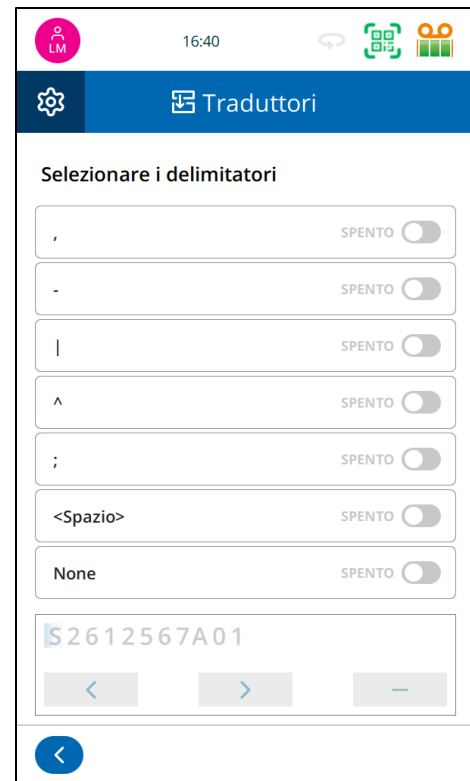 LM
16:40
Traduttori
Selezionare i delimitatori
, SPENTO
- SPENTO
| SPENTO
^ SPENTO
; SPENTO
<Spazio> SPENTO
None SPENTO
S2612567A01